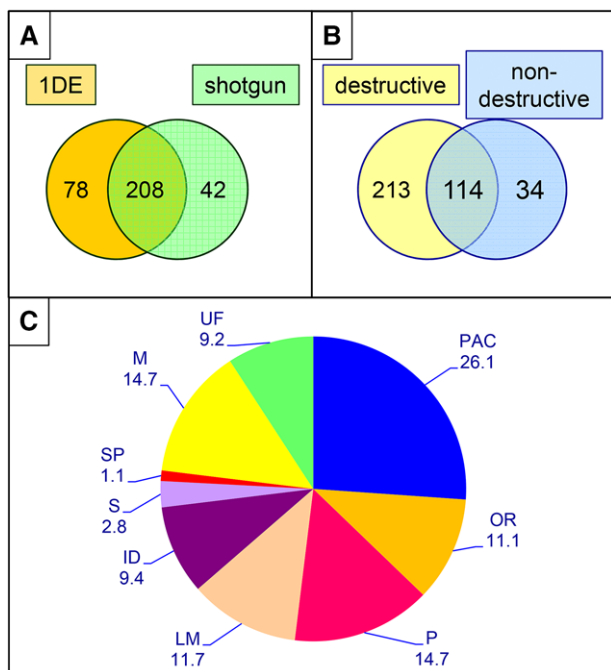 A
1DE
shotgun
78
208
42
B
destructive
non-
destructive
213
114
34
C
UF
9.2
PAC
26.1
M
14.7
SP
1.1
S
2.8
OR
11.1
ID
9.4
LM
11.7
P
14.7